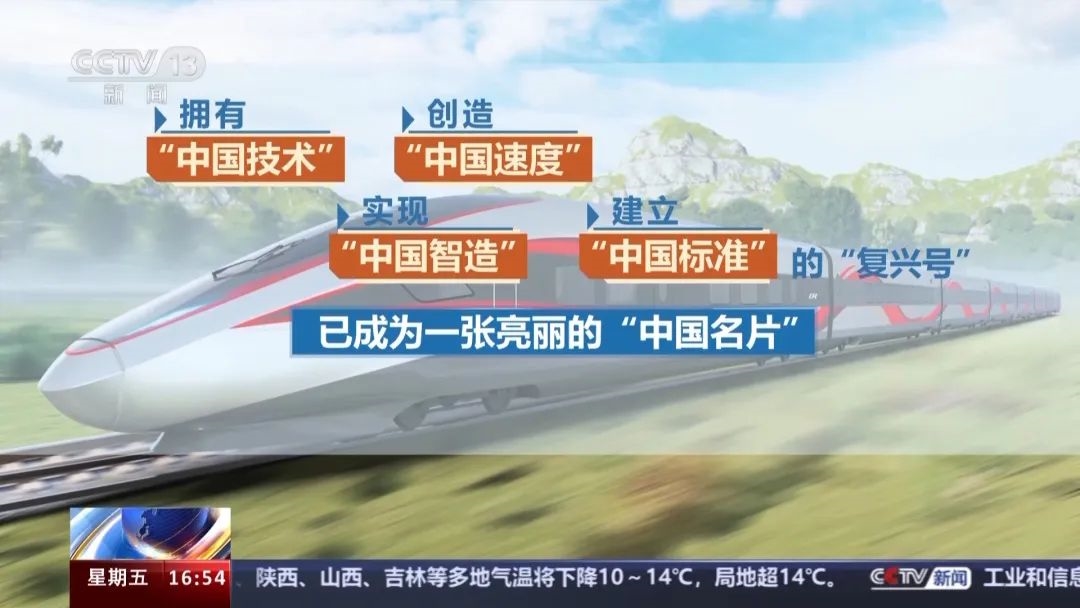 CCTV 13
新闻
拥有
创造
“中国技术”
“中国速度”
实现
建立
“中国智造”
“中国标准”
的“复兴号”
已成为一张亮丽的“中国名片”
星期五 16:54
、陕西、山西、吉林等多地气温将下降10～14℃，局地超14℃。 CCTV新闻 工业和信息